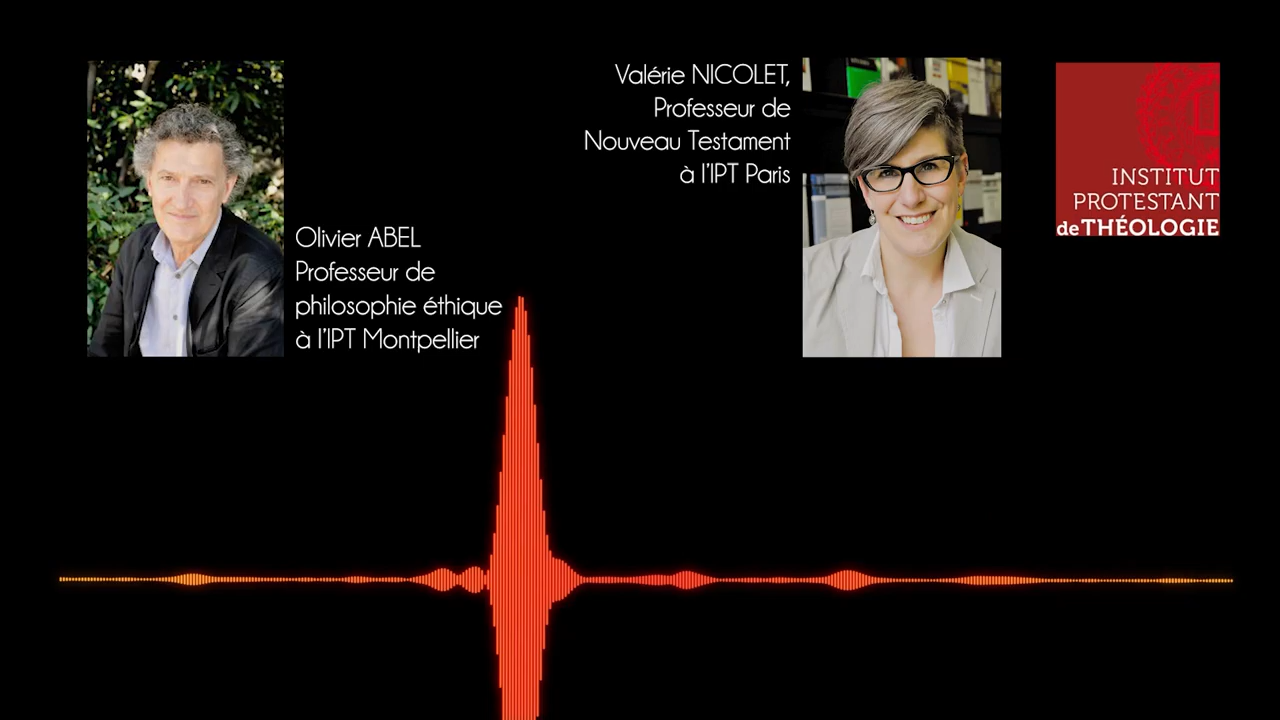 Olivier ABEL
Professeur de
philosophie éthique
à l'IPT Montpellier
Valérie NICOLET,
Professeur de
Nouveau Testament
à l'IPT Paris
INSTITUT
PROTESTANT
de THÉOLOGIE